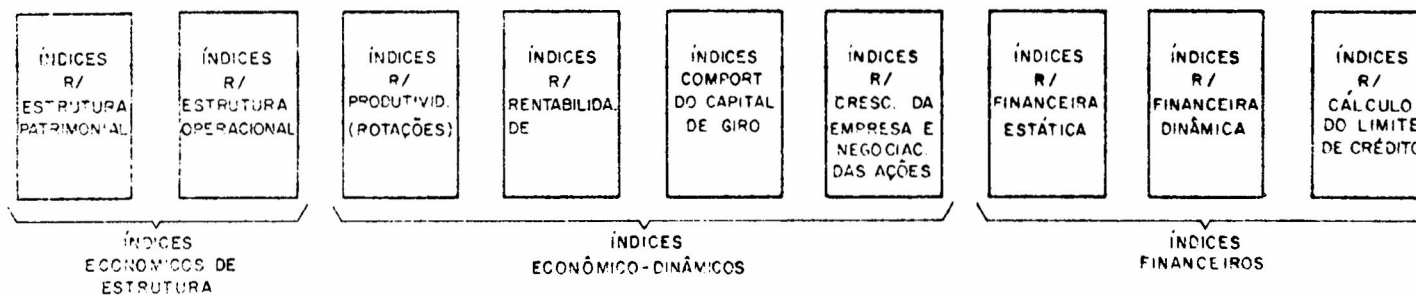 ÍNDICES
R/
ESTRUTURA
PATRIMONIAL
ÍNDICES
R/
ESTRUTURA
OPERACIONAL
ÍNDICES
R/
PRODUTIVID.
(ROTAÇÕES)
ÍNDICES
R/
RENTABILIDA.
DE
ÍNDICES
COMPORT
DO CAPITAL
DE GIRO
ÍNDICES
R/
CRESC. DA
EMPRESA E
NEGOCIAC.
DAS AÇÕES
ÍNDICES
R/
FINANCEIRA
ESTÁTICA
ÍNDICES
R/
FINANCEIRA
DINÂMICA
ÍNDICES
R/
CÁLCULO
DO LIMITE
DE CRÉDITO
ÍNDICES
ECONOMICOS DE
ESTRUTURA
ÍNDICES
ECONÔMICO-DINÂMICOS
ÍNDICES
FINANCEIROS